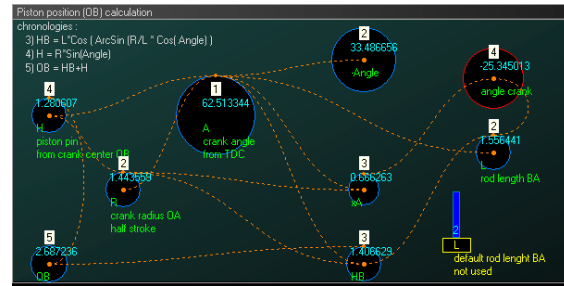 Piston position (OB) calculation
chronologies :
3) HB = L*Cos ( ArcSin (R/L * Cos( Angle) )
4) H = R*Sin(Angle)
5) OB = HB+H
2
33.486656
-Angle
4
-25.345013
angle crank
1
62.513344
A
crank angle
from TDC
4
1.280607
H
piston pin
from crank center OB
2
1.558441
L
rod length BA
2
1.443559
R
crank radius OA
half stroke
3
0.666263
xA
5
2.687236
OB
3
1.406629
HB
2
L
default rod lenght BA
not used